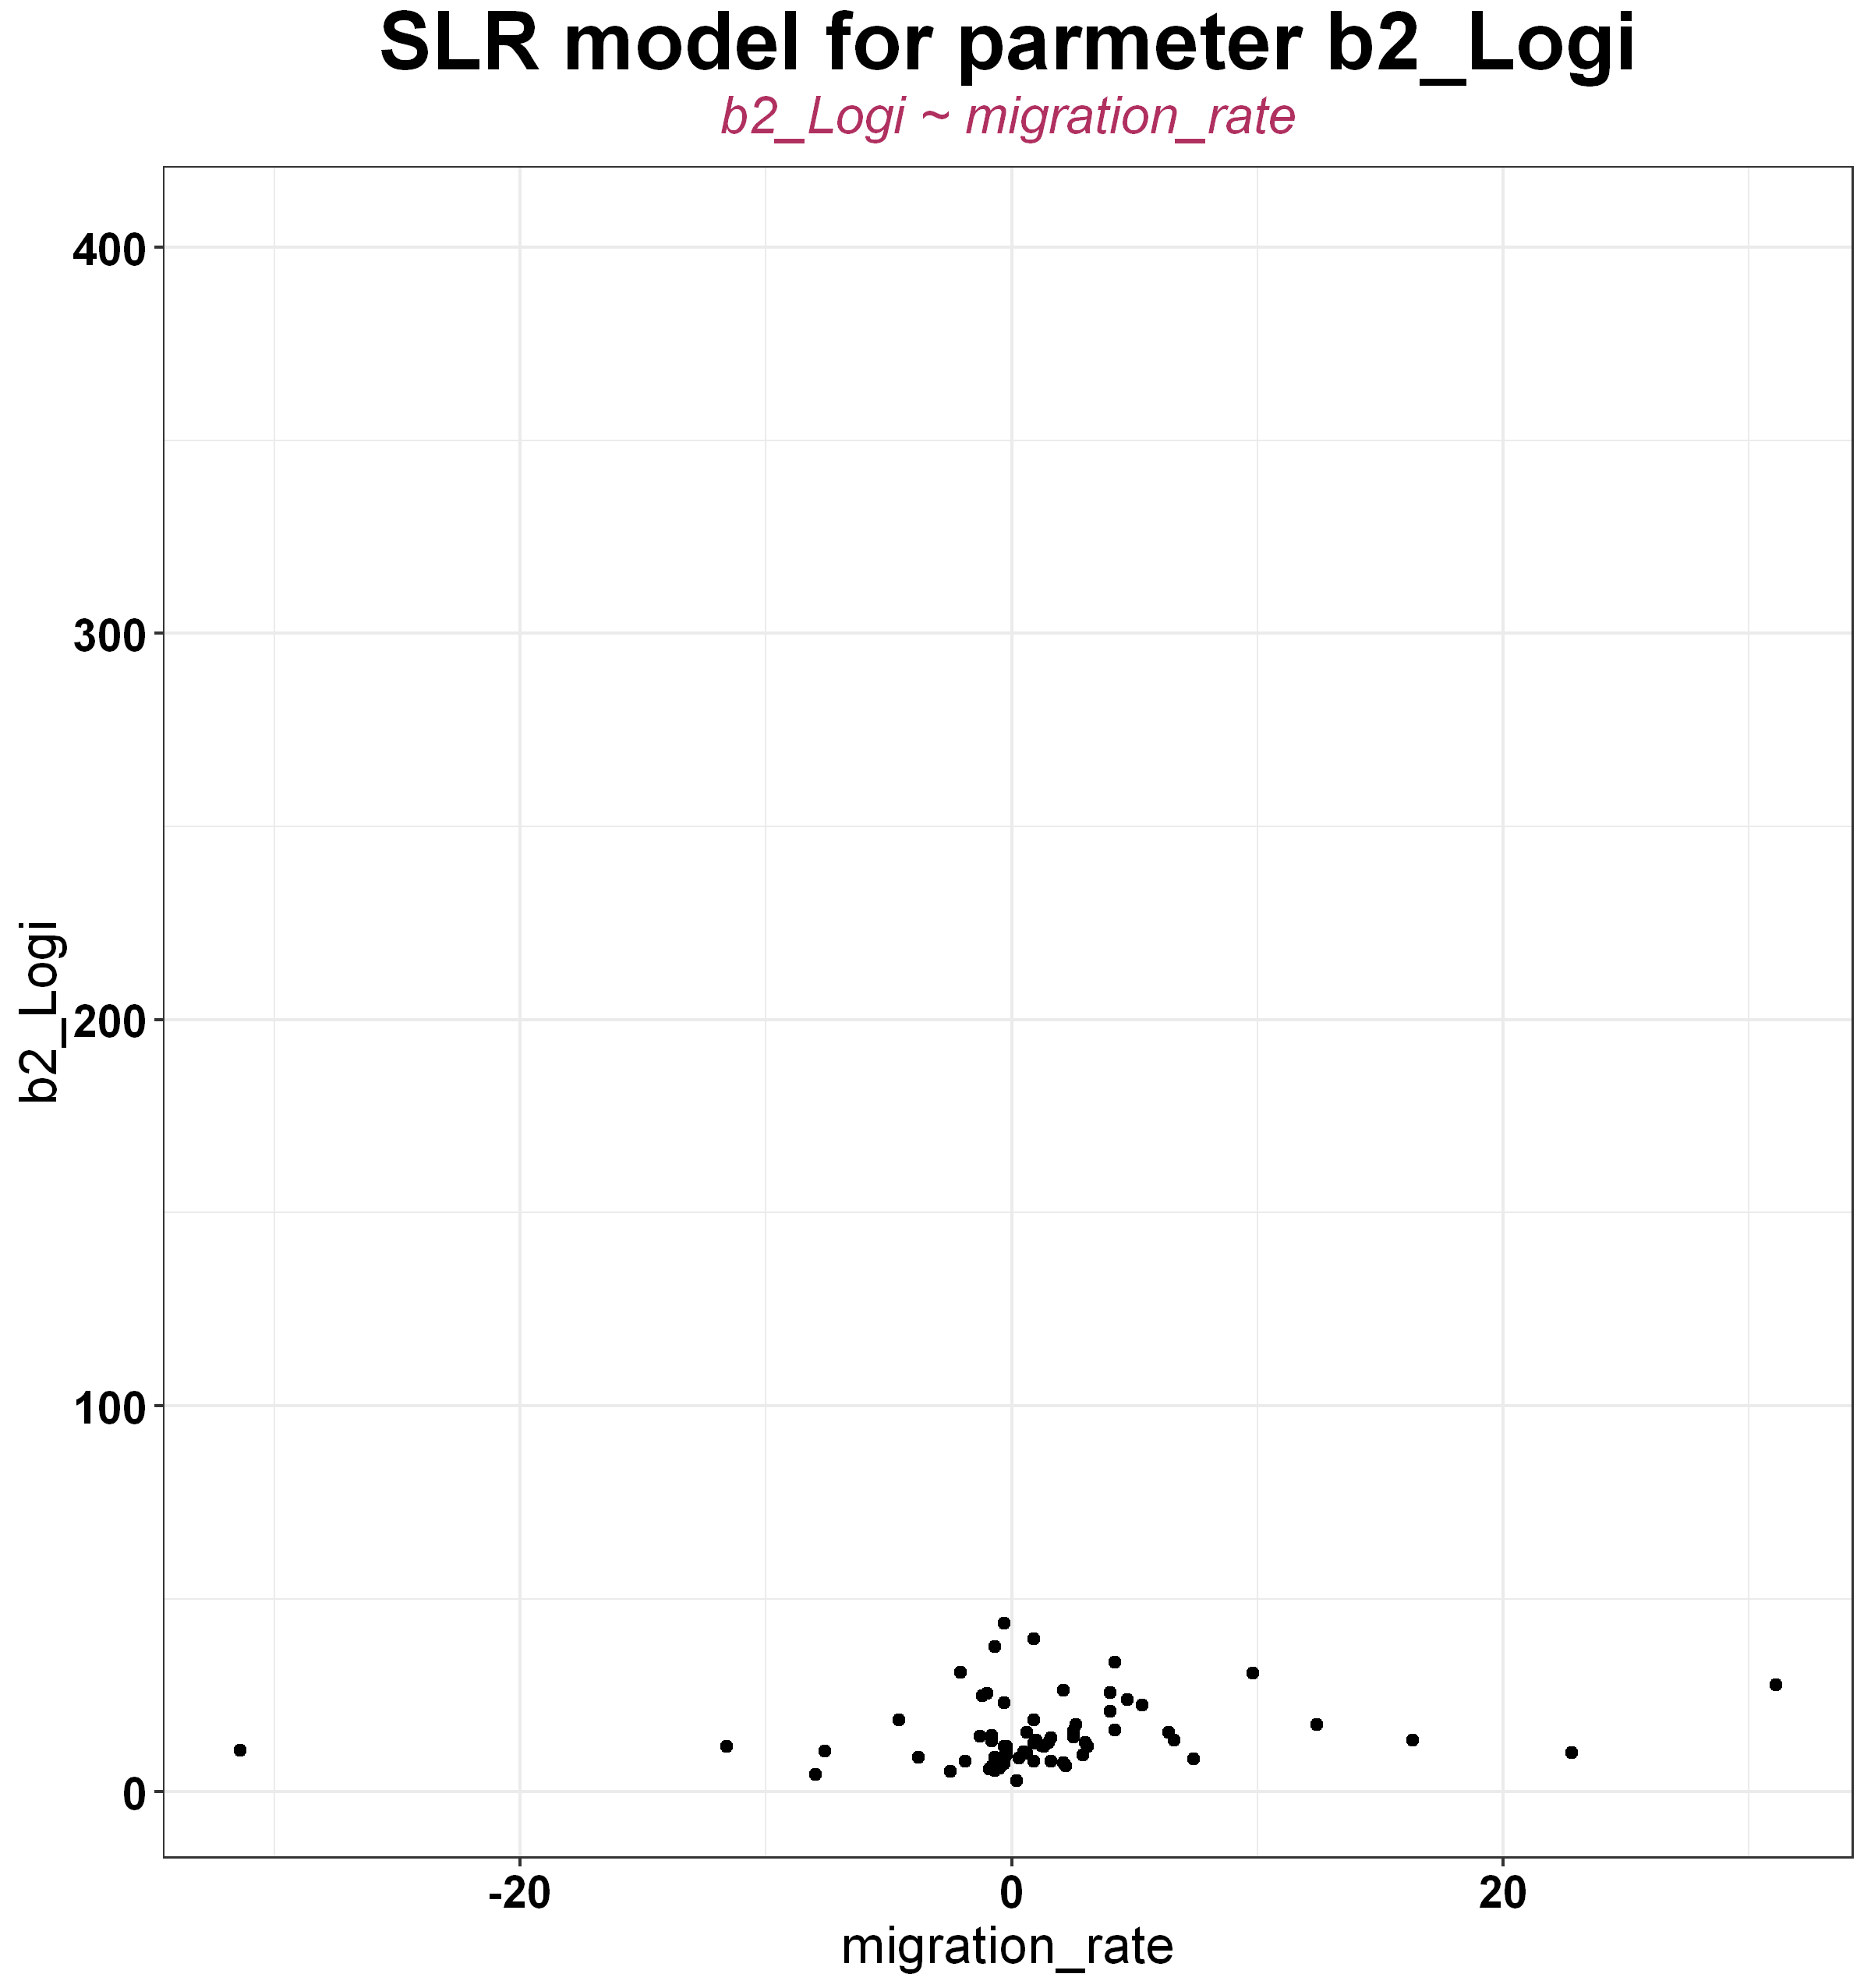 SLR model for parmeter b2_Logi
b2_Logi ~ migration_rate
400
300
200
100
0
b2_Logi
-20
0
20
migration_rate